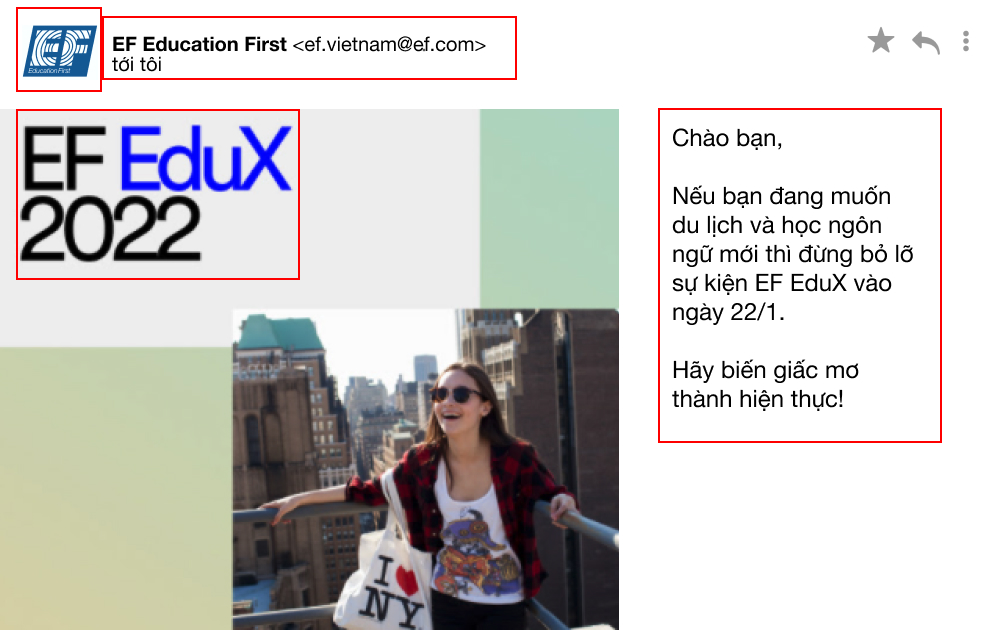 EF
Education First
EF Education First <ef.vietnam@ef.com>
tới tôi
EF EduX
2022
Chào bạn,
Nếu bạn đang muốn
du lịch và học ngôn
ngữ mới thì đừng bỏ lỡ
sự kiện EF EduX vào
ngày 22/1.
Hãy biến giấc mơ
thành hiện thực!
I
NY